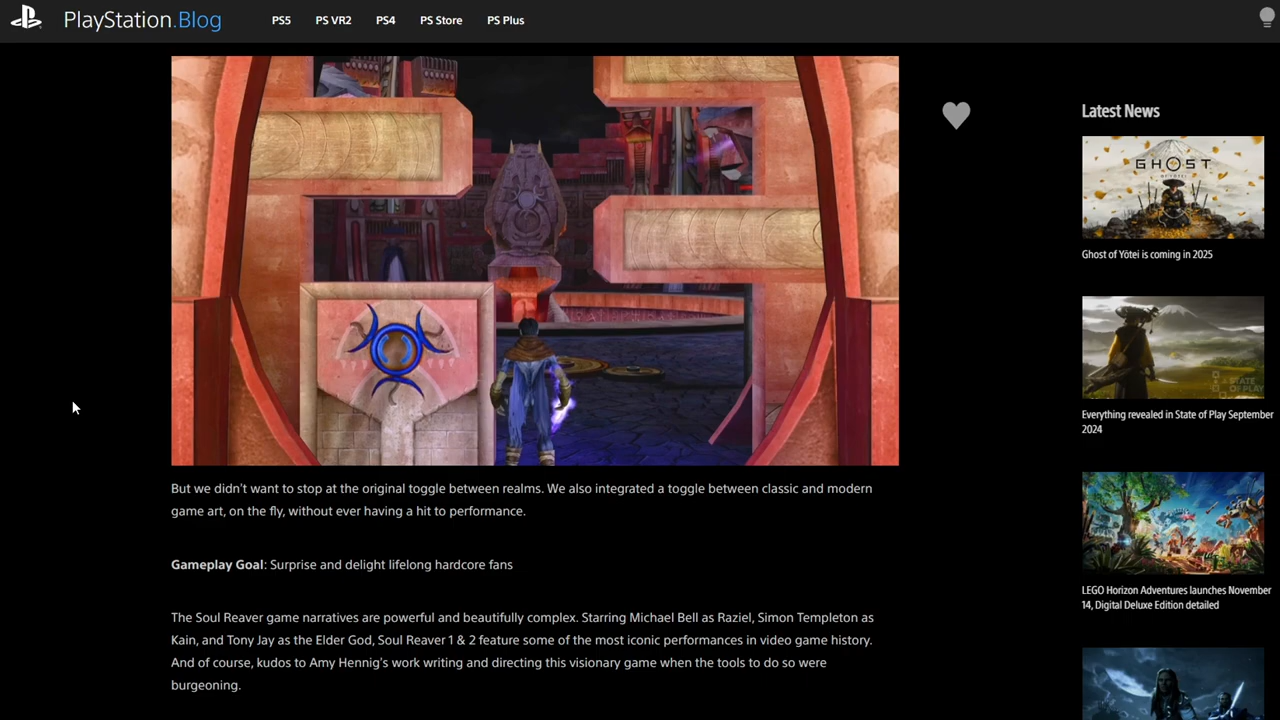 PlayStation.Blog
PS5
PS VR2
PS4
PS Store
PS Plus
Latest News
GHOST
Ghost of Yōtei is coming in 2025
STATE
OF PLAY
Everything revealed in State of Play September
2024
LEGO Horizon Adventures launches November
14, Digital Deluxe Edition detailed
But we didn't want to stop at the original toggle between realms. We also integrated a toggle between classic and modern
game art, on the fly, without ever having a hit to performance.
Gameplay Goal: Surprise and delight lifelong hardcore fans
The Soul Reaver game narratives are powerful and beautifully complex. Starring Michael Bell as Raziel, Simon Templeton as
Kain, and Tony Jay as the Elder God, Soul Reaver 1 & 2 feature some of the most iconic performances in video game history.
And of course, kudos to Amy Hennig's work writing and directing this visionary game when the tools to do so were
burgeoning.